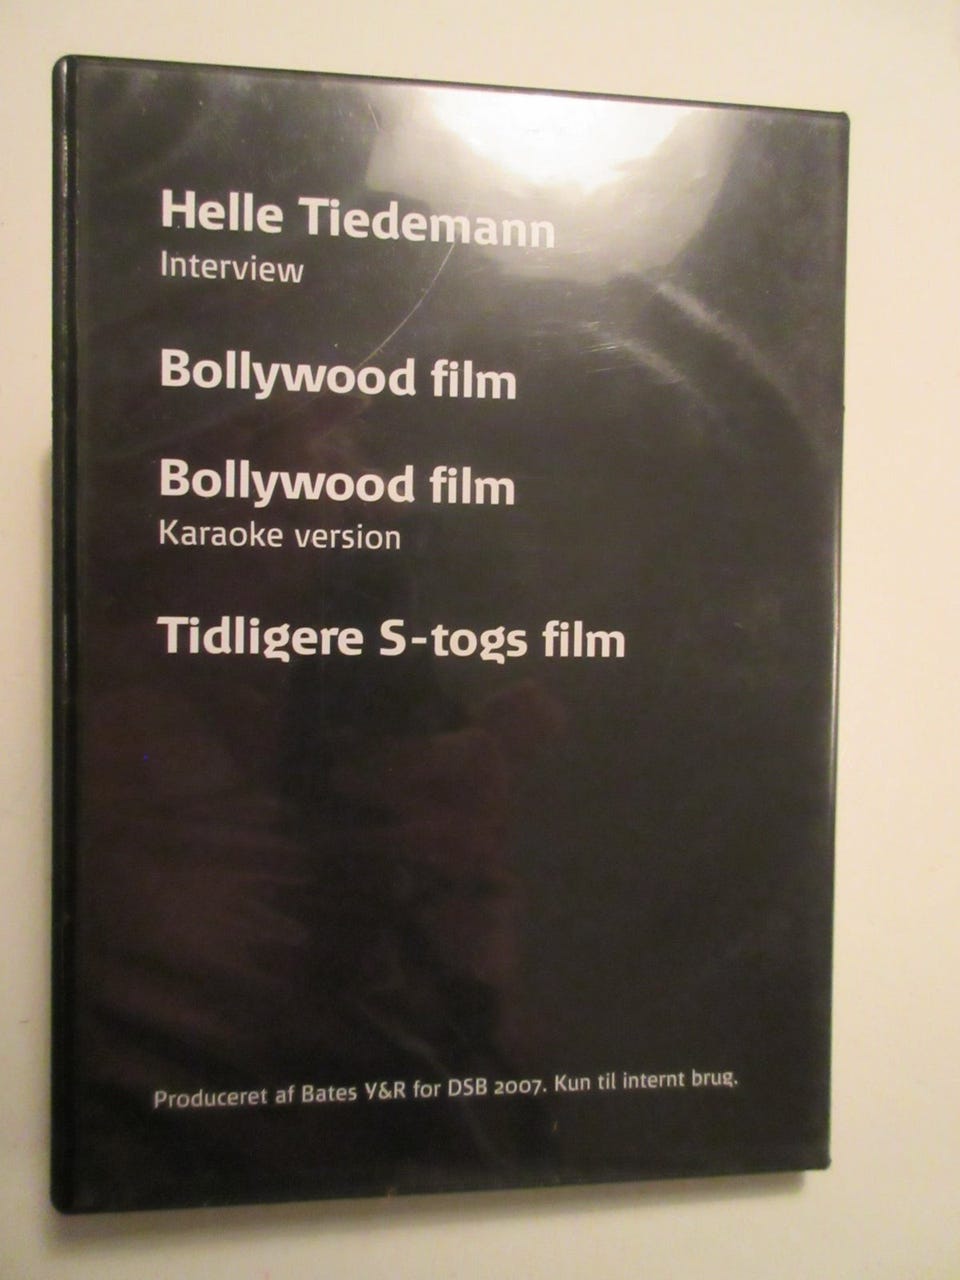 Helle Tiedemann
Interview
Bollywood film
Bollywood film
Karaoke version
Tidligere S-togs film
Produceret af Bates Y&R for DSB 2007. Kun til internt brug.